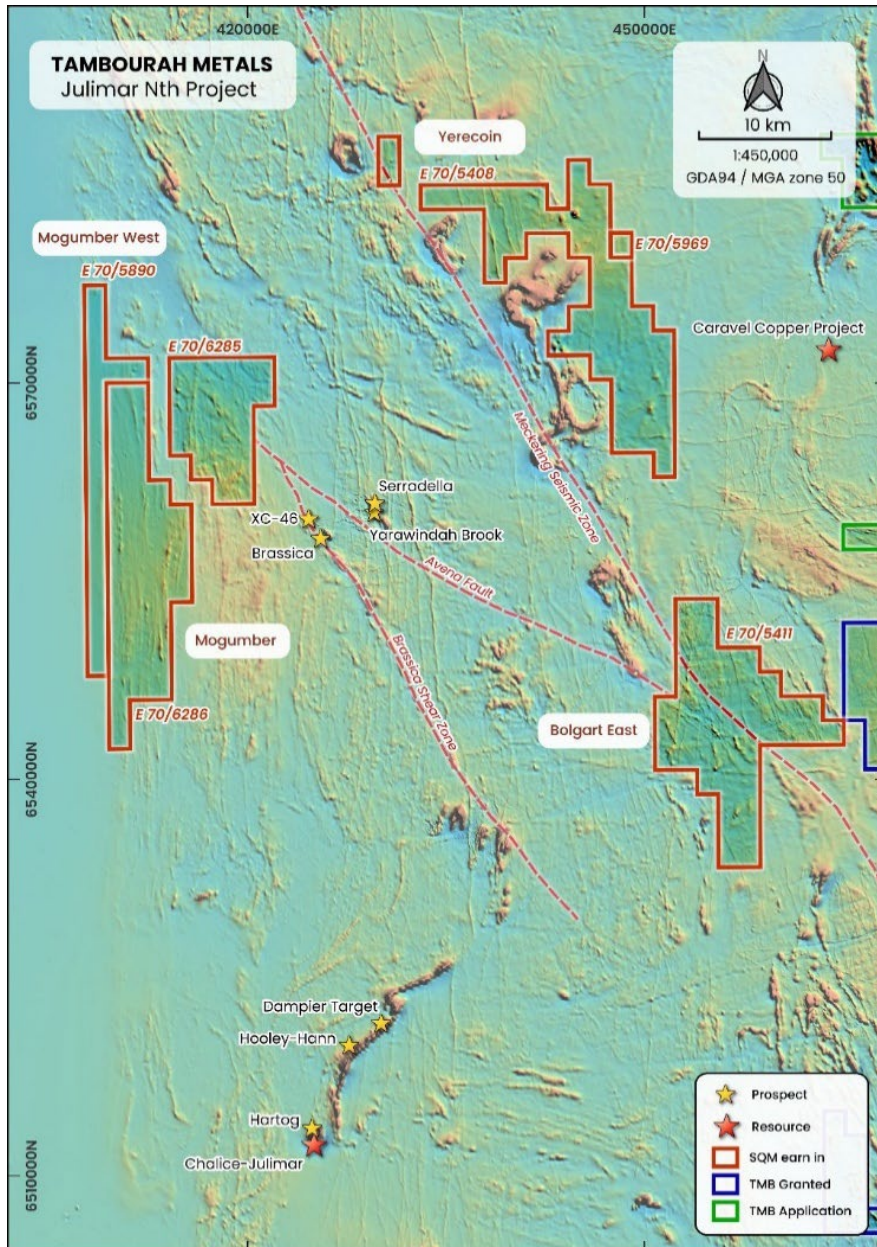 420000E
450000E
TAMBOURAH METALS
Julimar Nth Project
N
10 km
1:450,000
GDA94 / MGA zone 50
Yerecoin
E 70/5408
E 70/5969
Mogumber West
E 70/5890
E 70/6285
Caravel Copper Project
6570000N
Meckering Seismic Zone
Serradella
XC-46
Yarawindah Brook
Brassica
Avena Fault
E 70/5411
Mogumber
Brassica Shear Zone
E 70/6286
Bolgart East
6540000N
Dampier Target
Hooley-Hann
Hartog
Chalice-Julimar
6510000N
Prospect
Resource
SQM earn in
TMB Granted
TMB Application